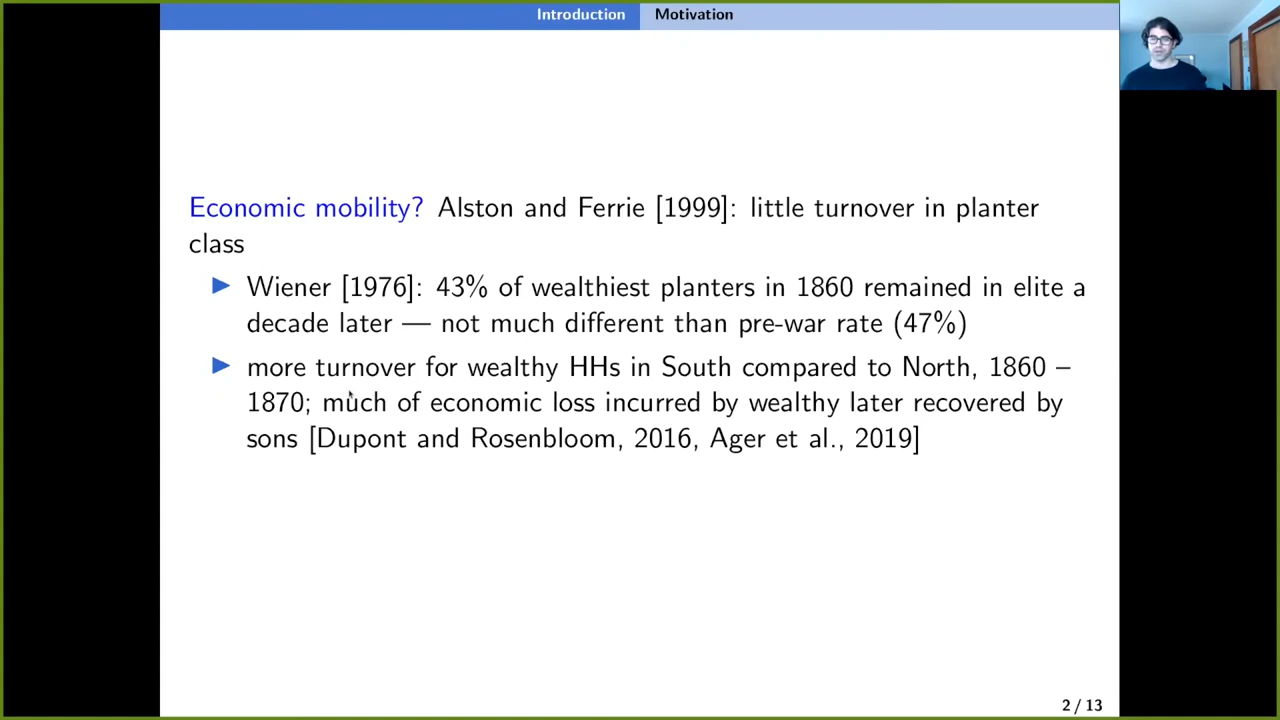 Introduction Motivation
Economic mobility? Alston and Ferrie [1999]: little turnover in planter
class
Wiener [1976]: 43% of wealthiest planters in 1860 remained in elite a
decade later — not much different than pre-war rate (47%)
more turnover for wealthy HHs in South compared to North, 1860 –
1870; much of economic loss incurred by wealthy later recovered by
sons [Dupont and Rosenbloom, 2016, Ager et al., 2019]
2 / 13